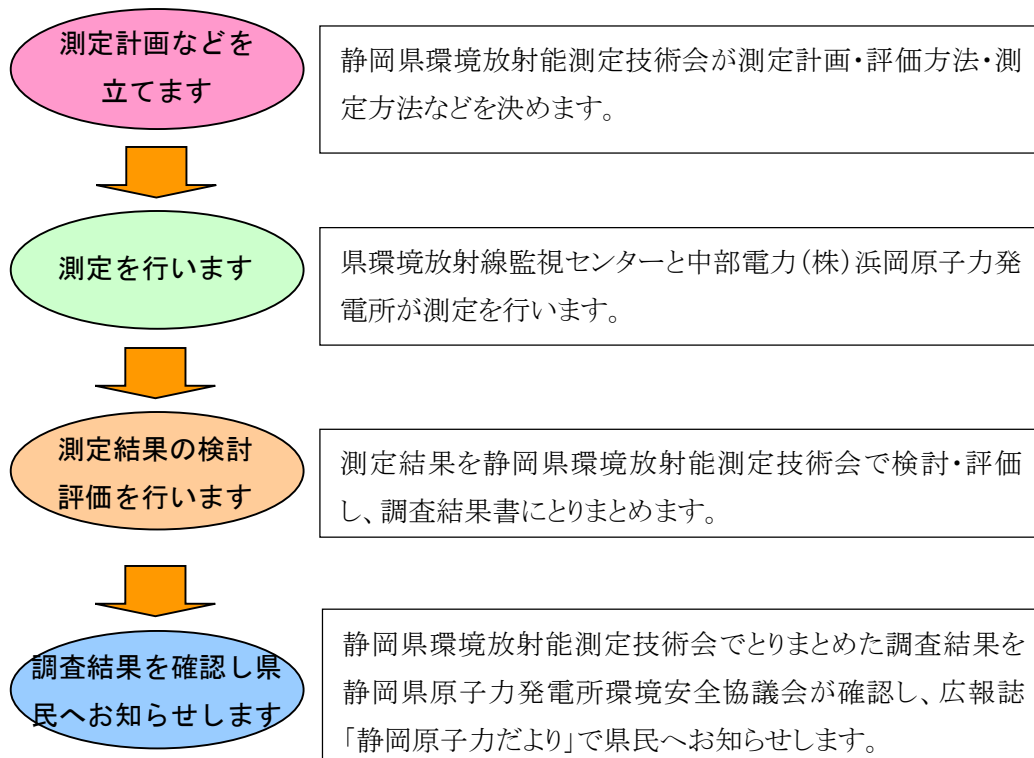 測定計画などを
立てます
静岡県環境放射能測定技術会が測定計画・評価方法・測
定方法などを決めます。
測定を行います
県環境放射線監視センターと中部電力(株)浜岡原子力発
電所が測定を行います。
測定結果の検討
評価を行います
測定結果を静岡県環境放射能測定技術会で検討・評価
し、調査結果書にとりまとめます。
調査結果を確認し県
民へお知らせします
静岡県環境放射能測定技術会でとりまとめた調査結果を
静岡県原子力発電所環境安全協議会が確認し、広報誌
「静岡原子力だより」で県民へお知らせします。